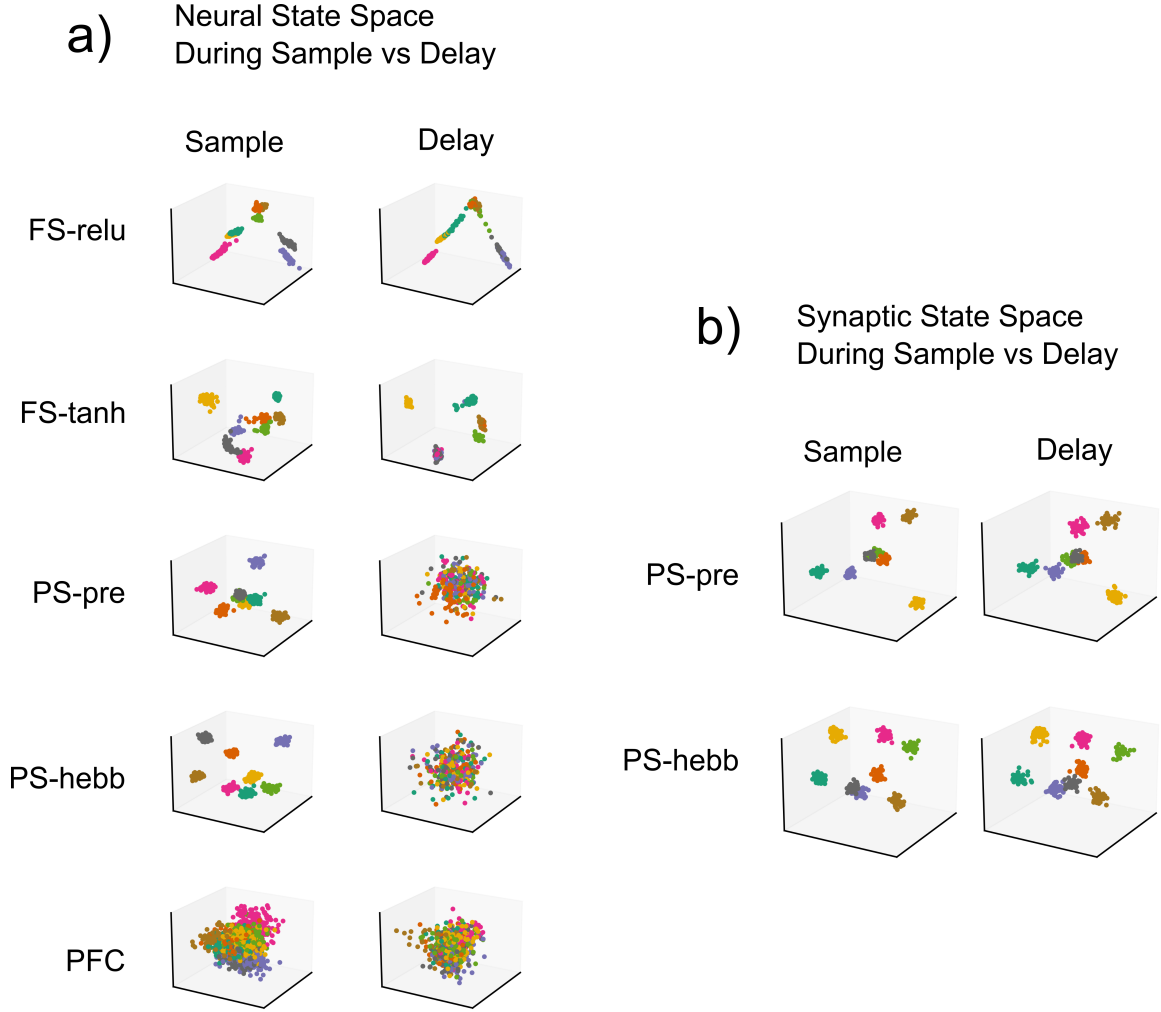 a)
Neural State Space
During Sample vs Delay
Sample
Delay
FS-relu
FS-tanh
PS-pre
PS-hebb
PFC
b)
Synaptic State Space
During Sample vs Delay
Sample
Delay
PS-pre
PS-hebb